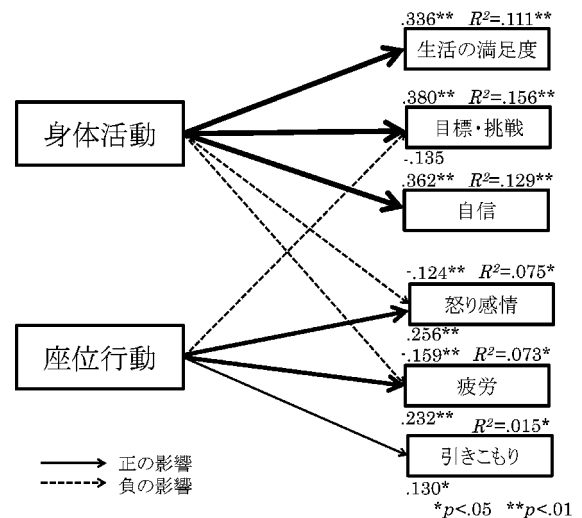 .336** R²=.111**
生活の満足度
.380** R²=.156**
身体活動
目標・挑戦
-.135
.362** R²=.129**
自信
-.124** R²=.075*
怒り感情
.256**
座位行動
-.159** R²=.073*
疲労
.232** R²=.015*
引きこもり
.130*
正の影響
負の影響
*p<.05 **p<.01